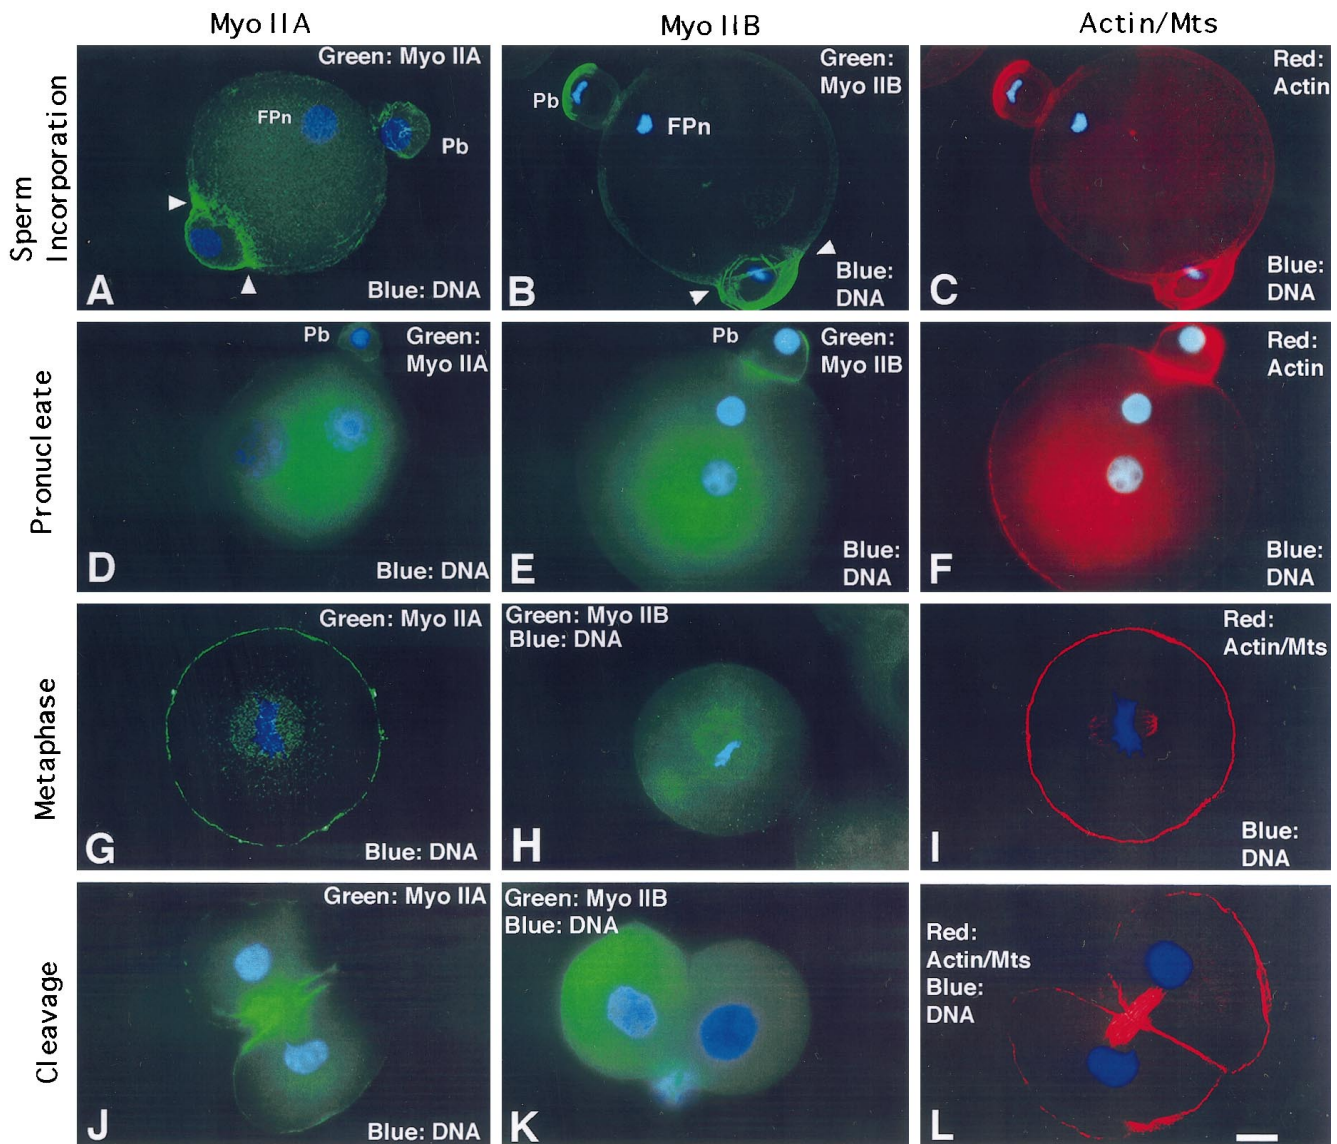 Myo IIA
Myo IIB
Actin/Mts
Sperm
Incorporation
Green: Myo IIA
FPn
Pb
A
Blue: DNA
Green:
Myo IIB
Pb
FPn
B
Blue:
DNA
Red:
Actin
C
Blue:
DNA
Pronucleate
Pb
Green:
Myo IIA
D
Blue: DNA
Pb
Green:
Myo IIB
E
Blue:
DNA
Red:
Actin
F
Blue:
DNA
Metaphase
Green: Myo IIA
G
Blue: DNA
Green: Myo IIB
Blue: DNA
H
Red:
Actin/Mts
I
Blue:
DNA
Cleavage
Green: Myo IIA
J
Blue: DNA
Green: Myo IIB
Blue: DNA
K
Red:
Actin/Mts
Blue:
DNA
L